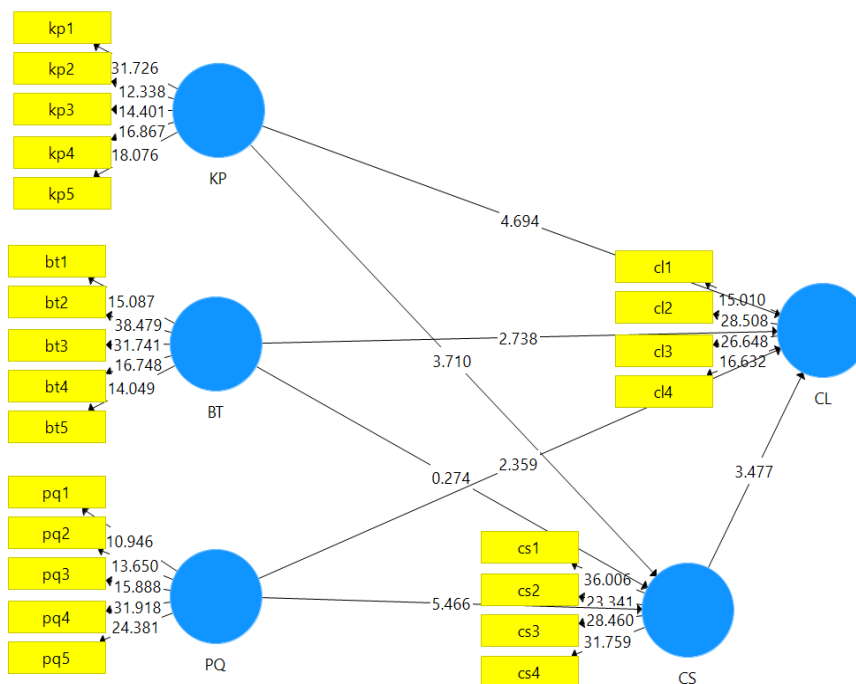 kp1
kp2
kp3
kp4
kp5
31.726
12.338
14.401
16.867
18.076
KP
4.694
bt1
bt2
bt3
bt4
bt5
15.087
38.479
31.741
16.748
14.049
BT
2.738
3.710
0.274
cl1
cl2
cl3
cl4
15.010
28.508
26.648
16.632
CL
pq1
pq2
pq3
pq4
pq5
10.946
13.650
15.888
31.918
24.381
PQ
2.359
5.466
3.477
cs1
cs2
cs3
cs4
36.006
23.341
28.460
31.759
CS